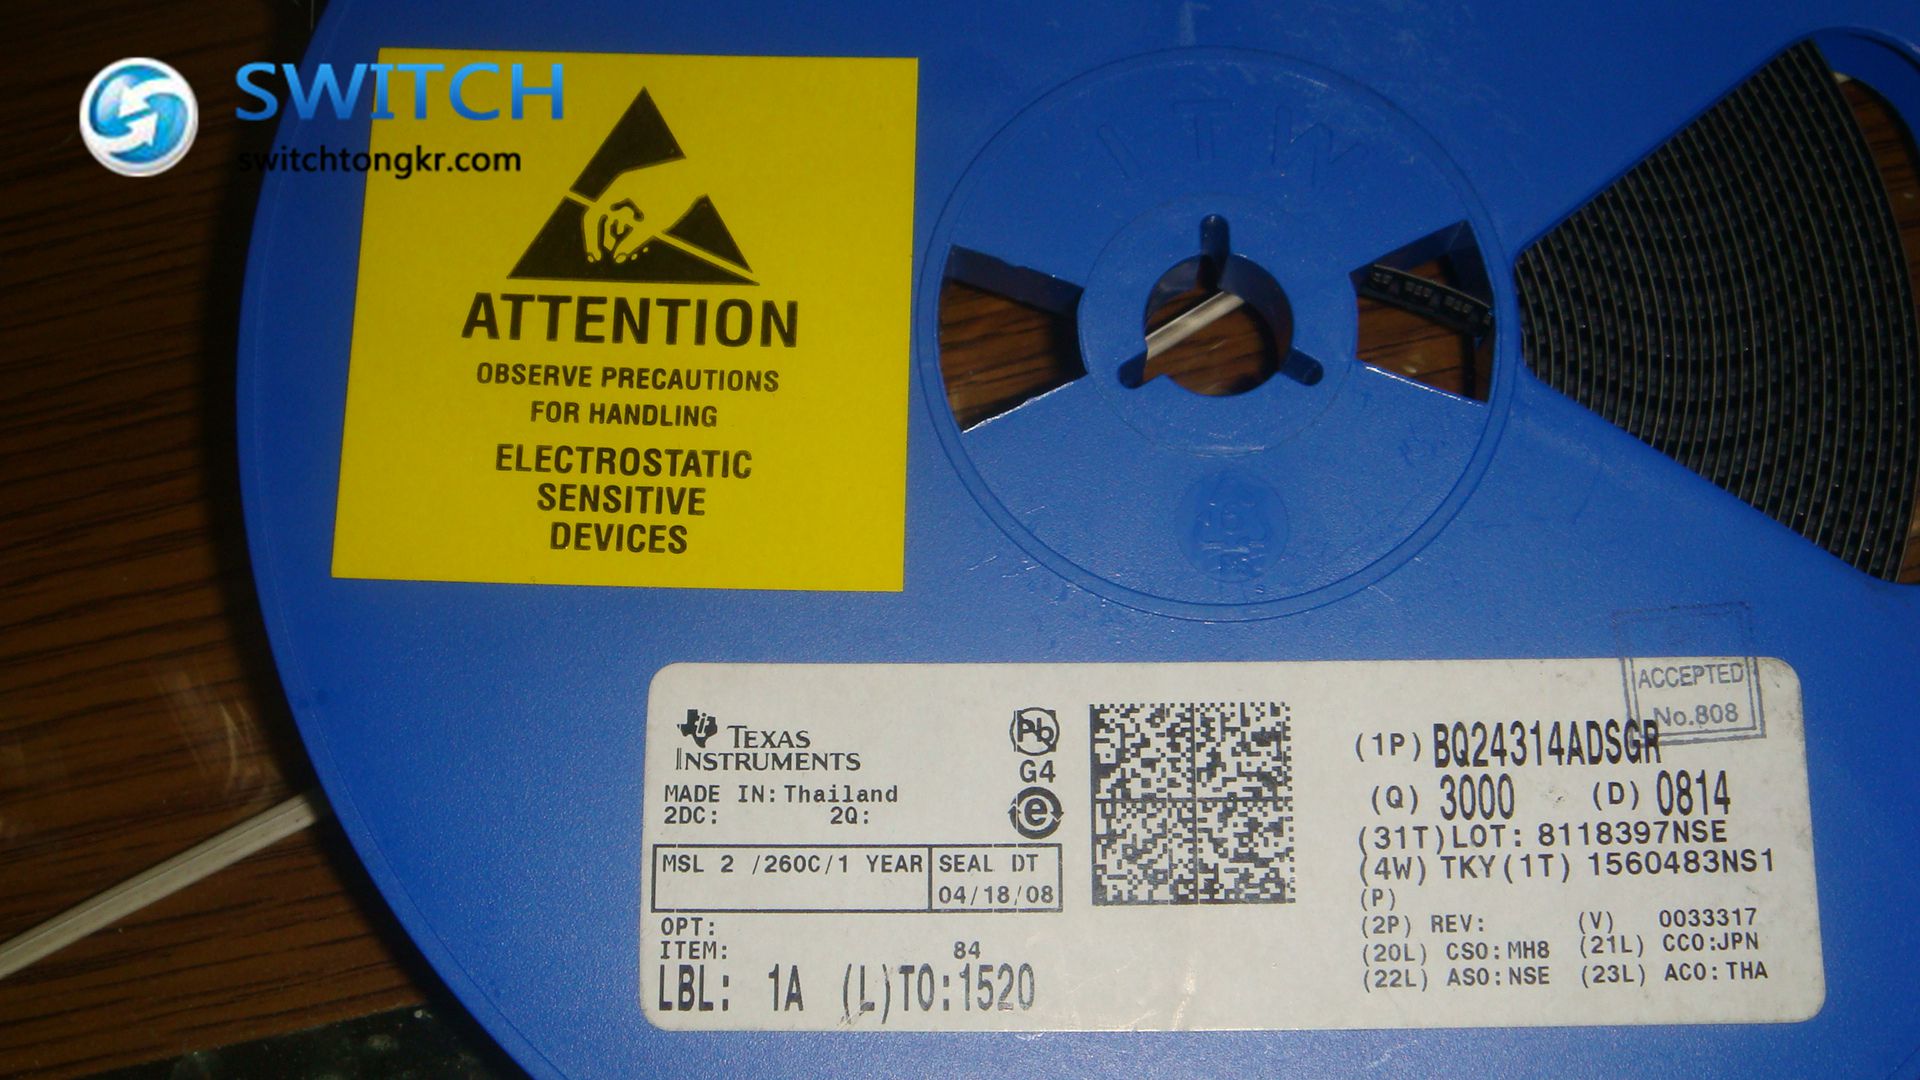 SWITCH
switchtongkr.com
ATTENTION
OBSERVE PRECAUTIONS
FOR HANDLING
ELECTROSTATIC
SENSITIVE
DEVICES
ITW
TEXAS
INSTRUMENTS
MADE IN: Thailand
2DC: 2Q:
Pb
G4
e
MSL 2 /260C/1 YEAR
SEAL DT
04/18/08
OPT:
ITEM: 84
LBL: 1A (L)TO:1520
ACCEPTED
No.808
(1P) BQ24314ADSGR
(Q) 3000 (D) 0814
(31T)LOT: 8118397NSE
(4W) TKY(1T) 1560483NS1
(P)
(2P) REV: (V) 0033317
(20L) CSO:MH8 (21L) CCO:JPN
(22L) ASO:NSE (23L) ACO:THA